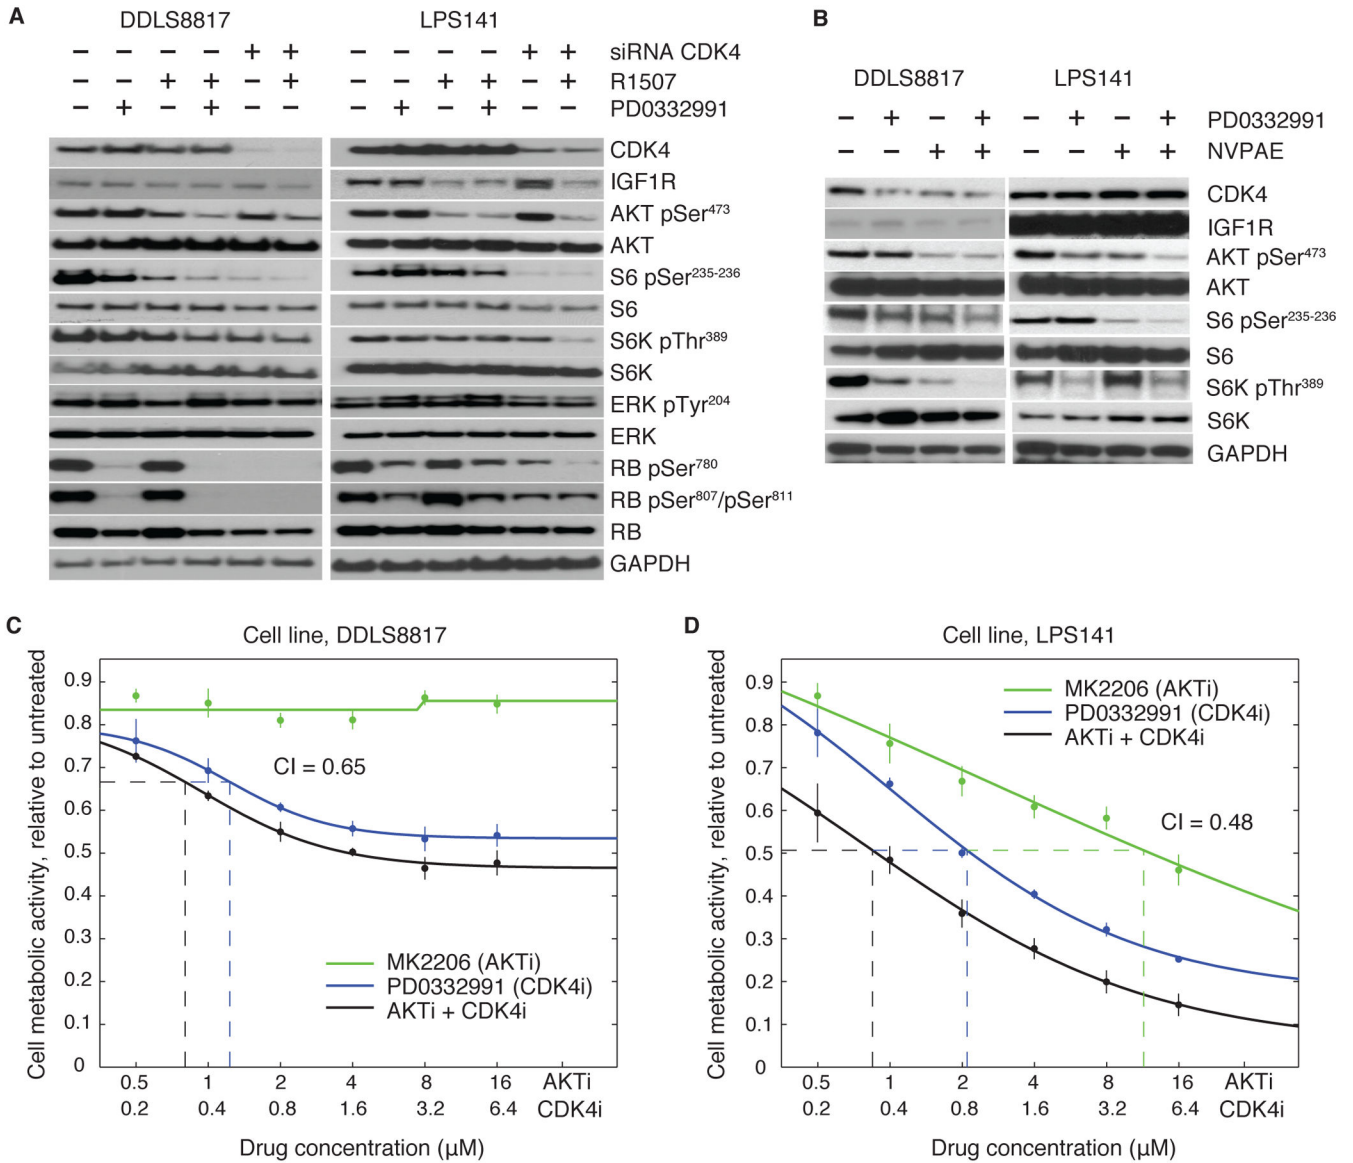 A
DDLS8817 LPS141
− − − − + + − − − − + + siRNA CDK4
− − + + − + − − + + − + R1507
− + − + − − − + − + − − PD0332991
CDK4
IGF1R
AKT pSer473
AKT
S6 pSer235-236
S6
S6K pThr389
S6K
ERK pTyr204
ERK
RB pSer780
RB pSer807/pSer811
RB
GAPDH
B
DDLS8817 LPS141
− + − + − + − + PD0332991
− − + + − − + + NVPAE
CDK4
IGF1R
AKT pSer473
AKT
S6 pSer235-236
S6
S6K pThr389
S6K
GAPDH
C
Cell line, DDLS8817
Cell metabolic activity, relative to untreated
0.9
0.8
0.7
0.6
0.5
0.4
0.3
0.2
0.1
0
CI = 0.65
MK2206 (AKTi)
PD0332991 (CDK4i)
AKTi + CDK4i
0.5 1 2 4 8 16 AKTi
0.2 0.4 0.8 1.6 3.2 6.4 CDK4i
Drug concentration (μM)
D
Cell line, LPS141
Cell metabolic activity, relative to untreated
0.9
0.8
0.7
0.6
0.5
0.4
0.3
0.2
0.1
0
MK2206 (AKTi)
PD0332991 (CDK4i)
AKTi + CDK4i
CI = 0.48
0.5 1 2 4 8 16 AKTi
0.2 0.4 0.8 1.6 3.2 6.4 CDK4i
Drug concentration (μM)